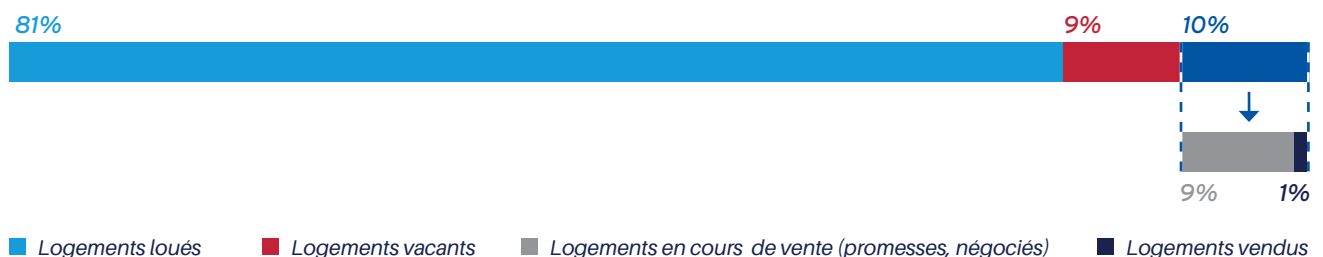 81% 9% 10%
9% 1%
Logements loués Logements vacants Logements en cours de vente (promesses, négociés) Logements vendus